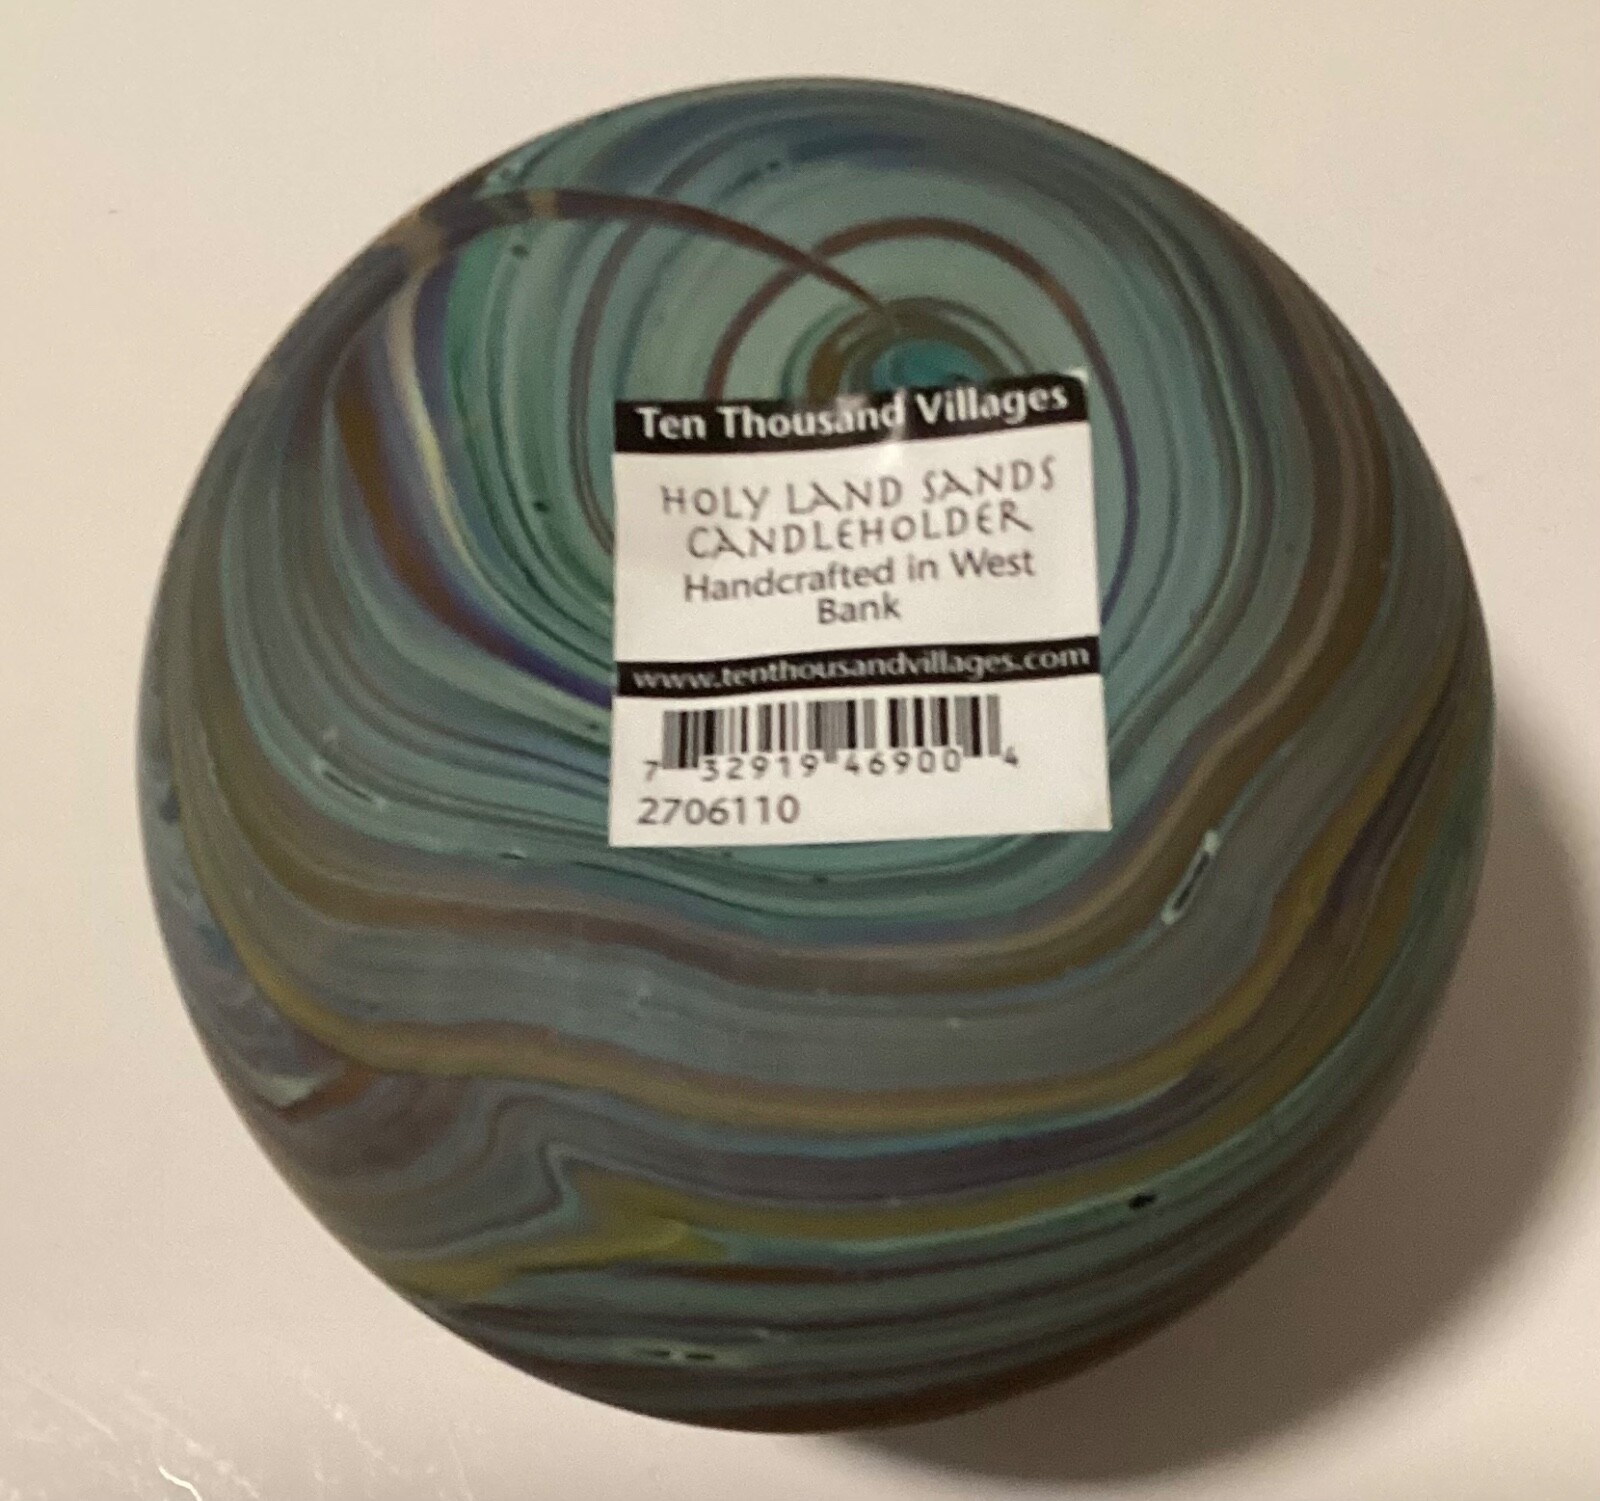 Ten Thousand Villages
HOLY LAND SANDS
CANDLEHOLDER
Handcrafted in West
Bank
www.tenthousandvillages.com
7 32919 46900 4
2706110